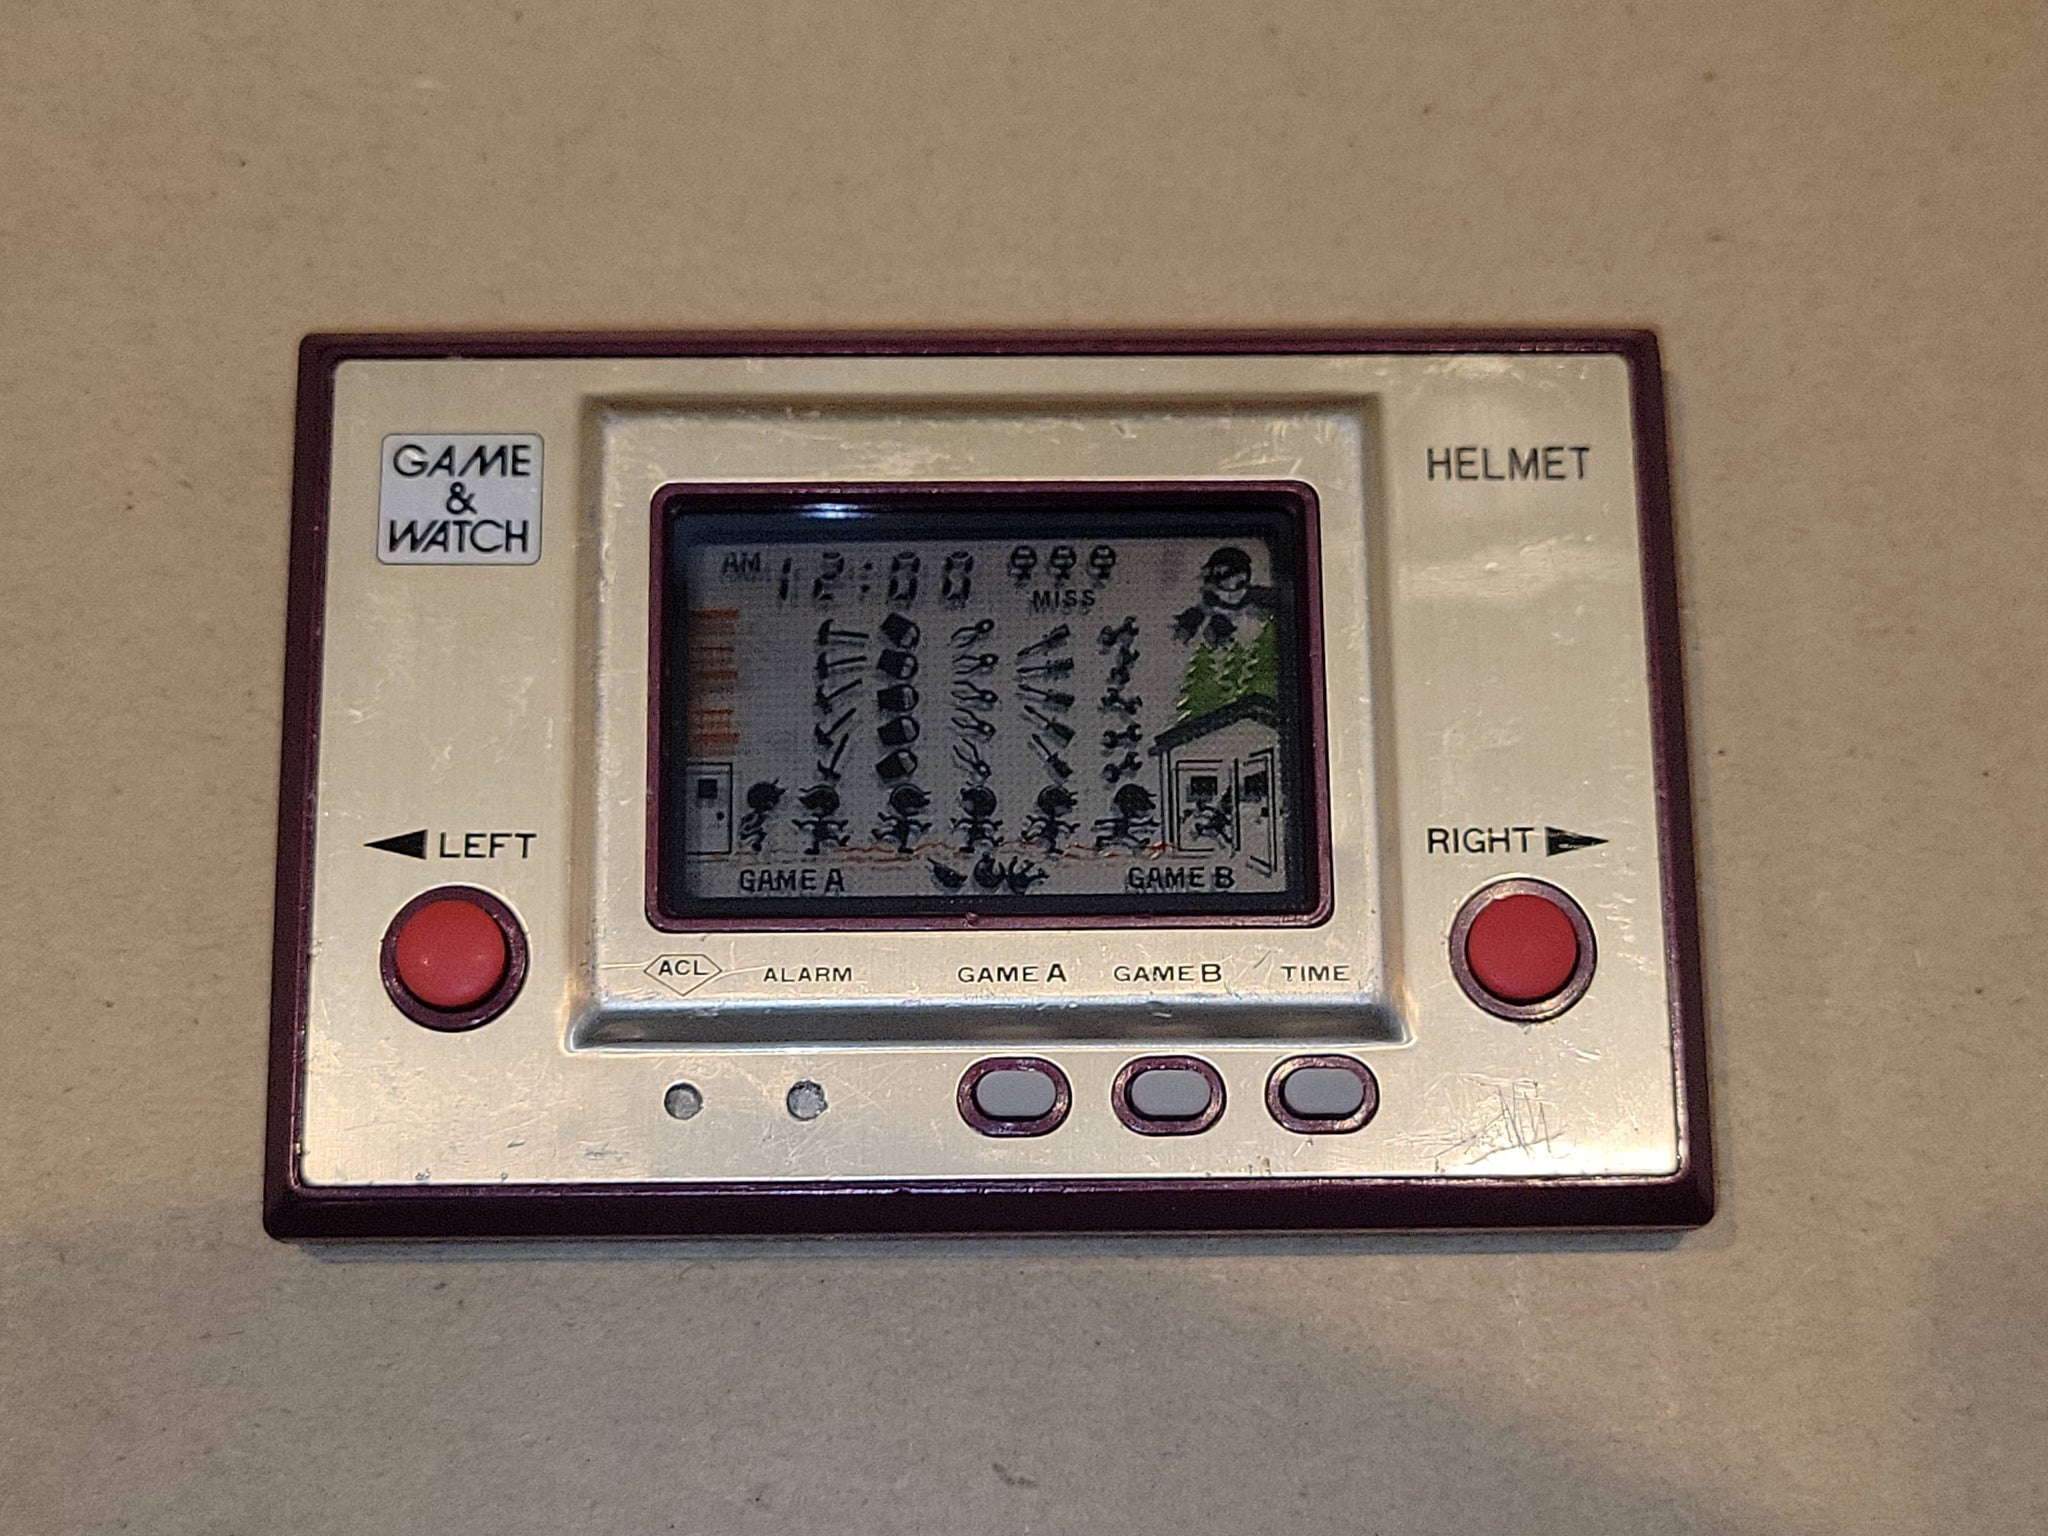 GAME
&
WATCH
HELMET
AM 12:00
MISS
GAME A
GAME B
LEFT
RIGHT
ACL
ALARM
GAME A
GAME B
TIME